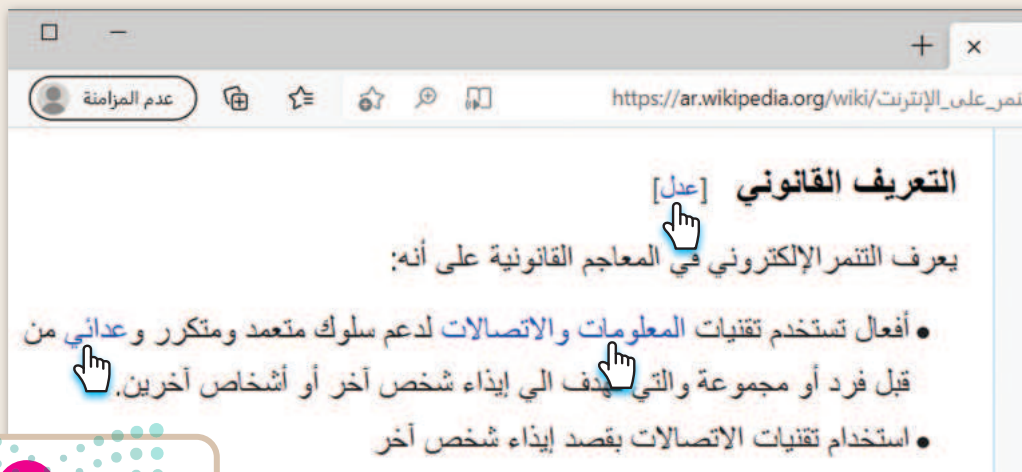 عدم المزامنة
https://ar.wikipedia.org/wiki/نمر_على_الإنترنت
التعريف القانوني [عدل]
يعرف التنمر الإلكتروني في المعاجم القانونية على أنه:
• أفعال تستخدم تقنيات المعلومات والاتصالات لدعم سلوك متعمد ومتكرر وعدائي من
قبل فرد أو مجموعة والتي تهدف الي إيذاء شخص آخر أو أشخاص آخرين.
• استخدام تقنيات الاتصالات بقصد إيذاء شخص آخر